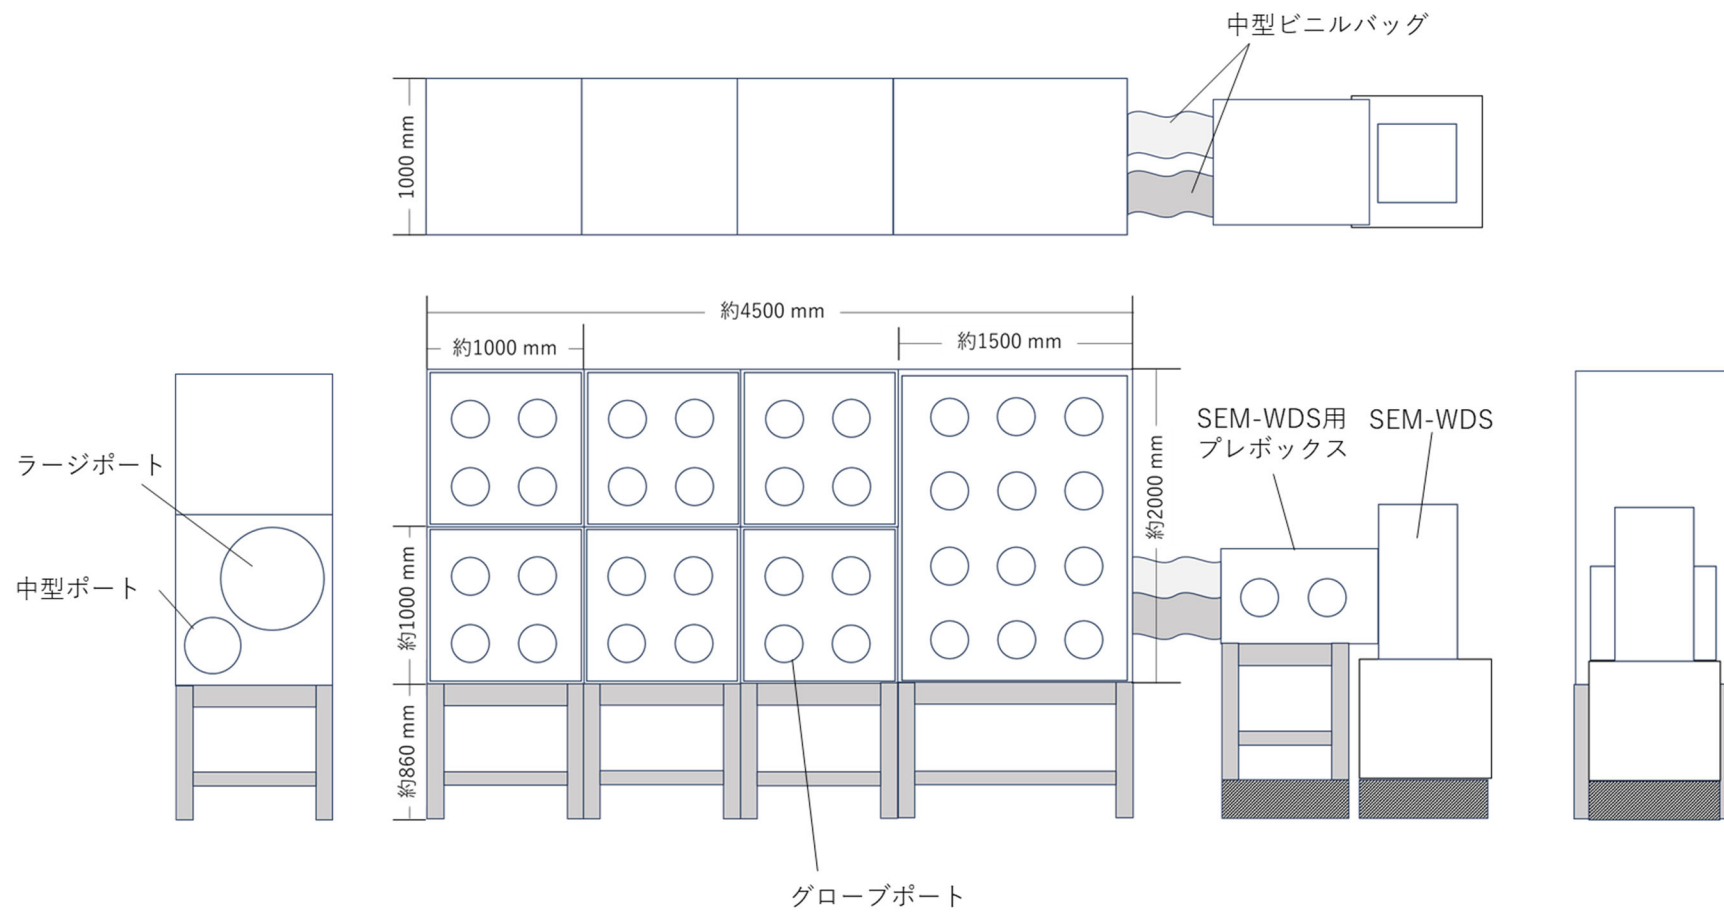 中型ビニルバッグ
1000 mm
約4500 mm
約1000 mm
約1500 mm
ラージポート
中型ポート
約1000 mm
約860 mm
約2000 mm
SEM-WDS用
プレボックス
SEM-WDS
グローブポート